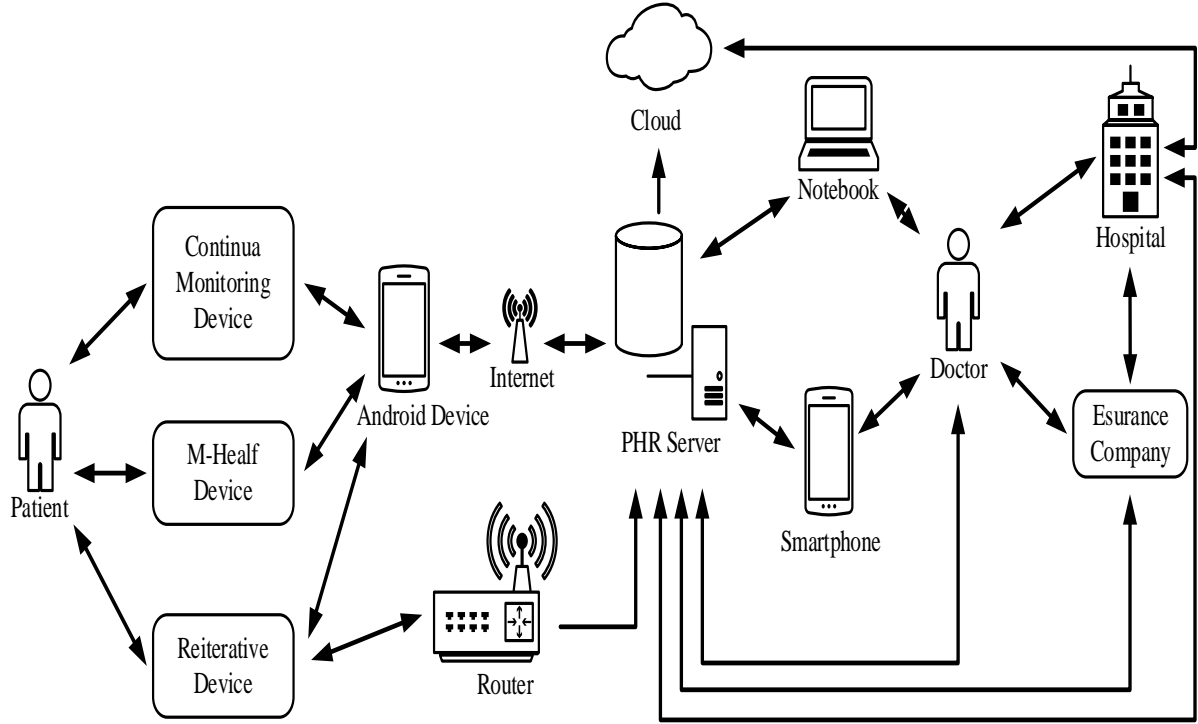 Cloud
Notebook
Hospital
Continua
Monitoring
Device
Internet
Doctor
Android Device
PHR Server
Esurance
Company
M-Healf
Device
Patient
Smartphone
Reiterative
Device
Router